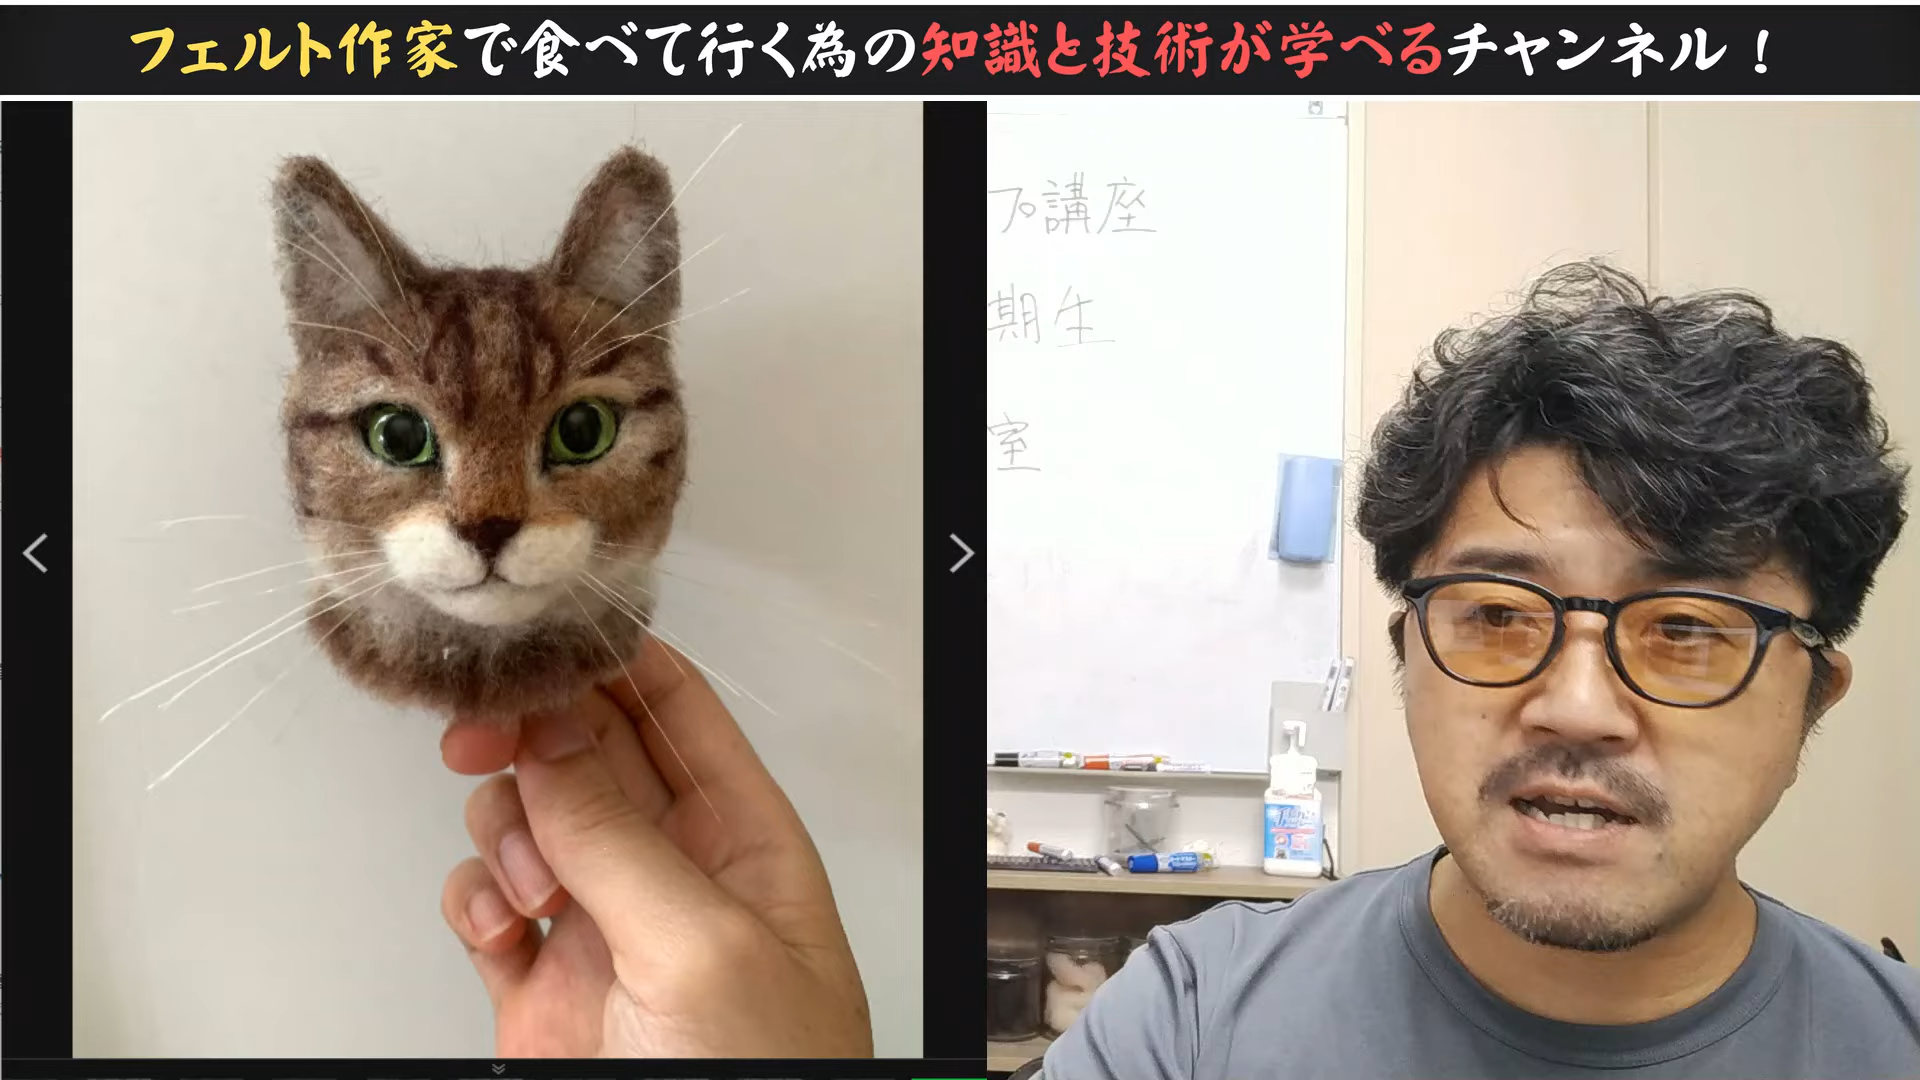 フェルト作家で食べて行く為の知識と技術が学べるチャンネル！
プロ講座
期生
室